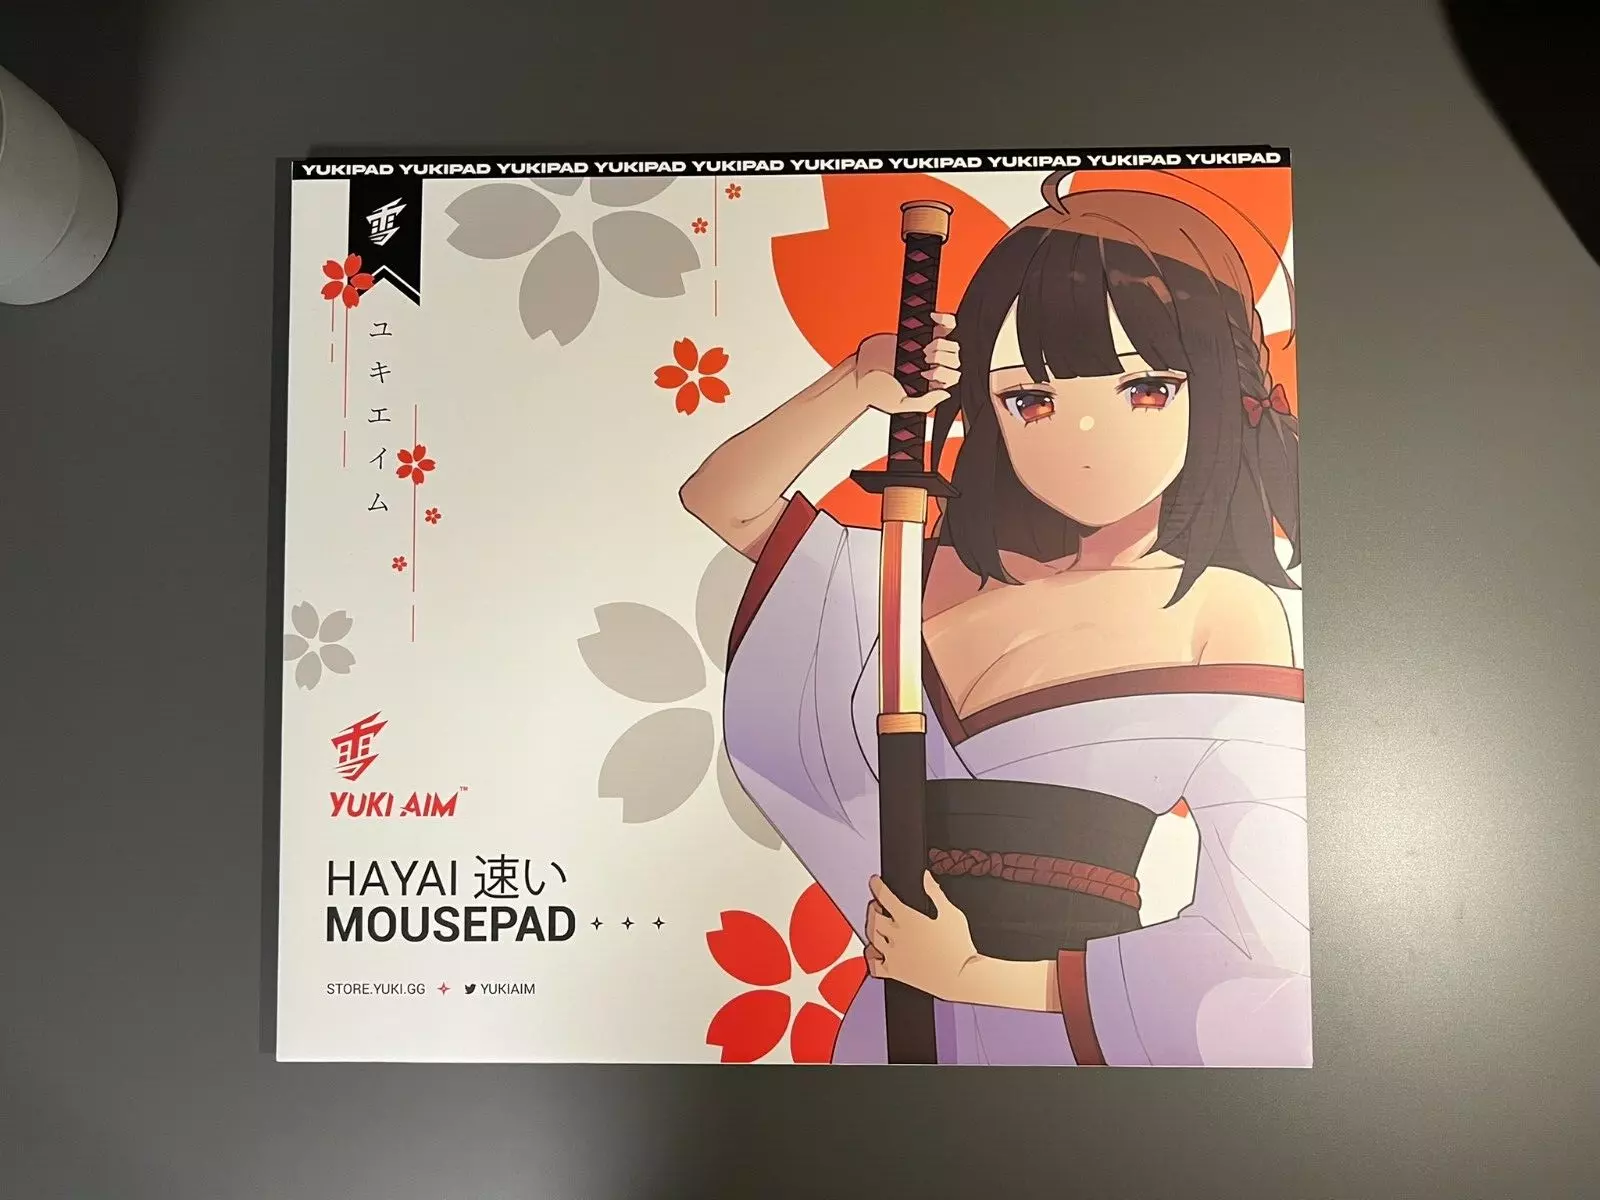 YUKIPAD YUKIPAD YUKIPAD YUKIPAD YUKIPAD YUKIPAD YUKIPAD YUKIPAD YUKIPAD YUKIPAD
雪
ユキエイム
雪
YUKI AIM™
HAYAI 速い
MOUSEPAD
STORE.YUKI.GG YUKIAIM